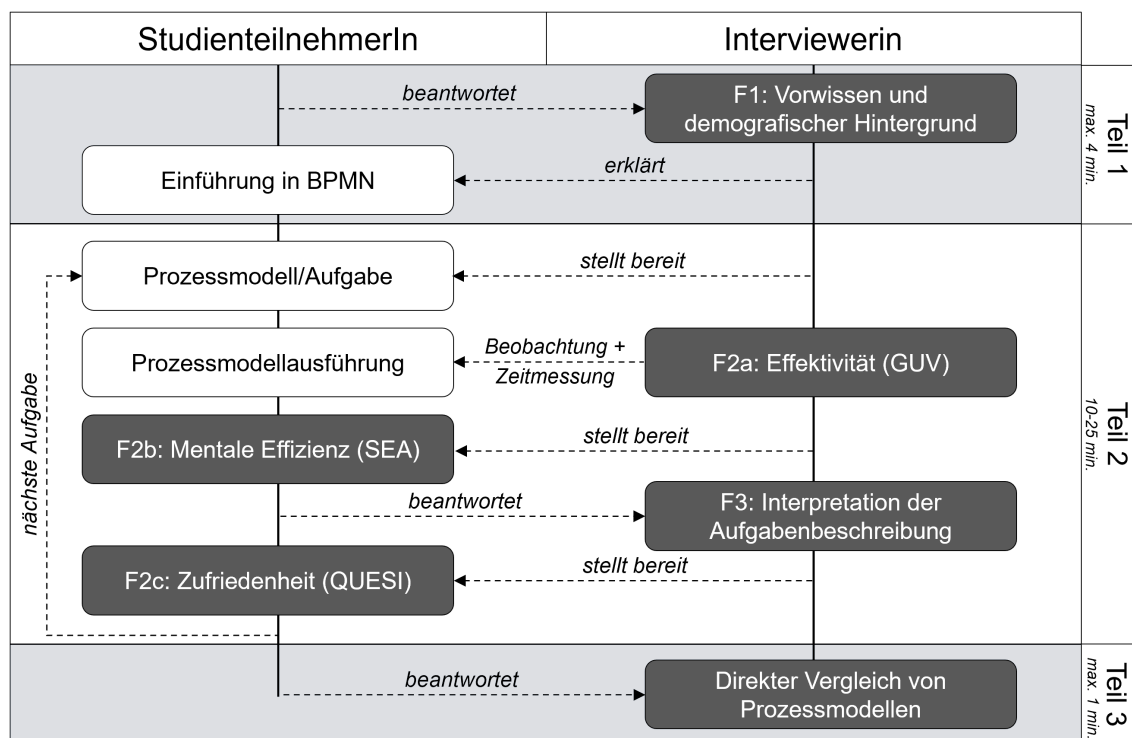 StudienteilnehmerIn
Interviewerin
beantwortet
F1: Vorwissen und
demografischer Hintergrund
Einführung in BPMN
erklärt
Teil 1
max. 4 min.
Prozessmodell/Aufgabe
stellt bereit
Prozessmodellausführung
Beobachtung +
Zeitmessung
F2a: Effektivität (GUV)
F2b: Mentale Effizienz (SEA)
stellt bereit
beantwortet
F3: Interpretation der
Aufgabenbeschreibung
F2c: Zufriedenheit (QUESI)
stellt bereit
nächste Aufgabe
Teil 2
10-25 min.
beantwortet
Direkter Vergleich von
Prozessmodellen
Teil 3
max. 1 min.